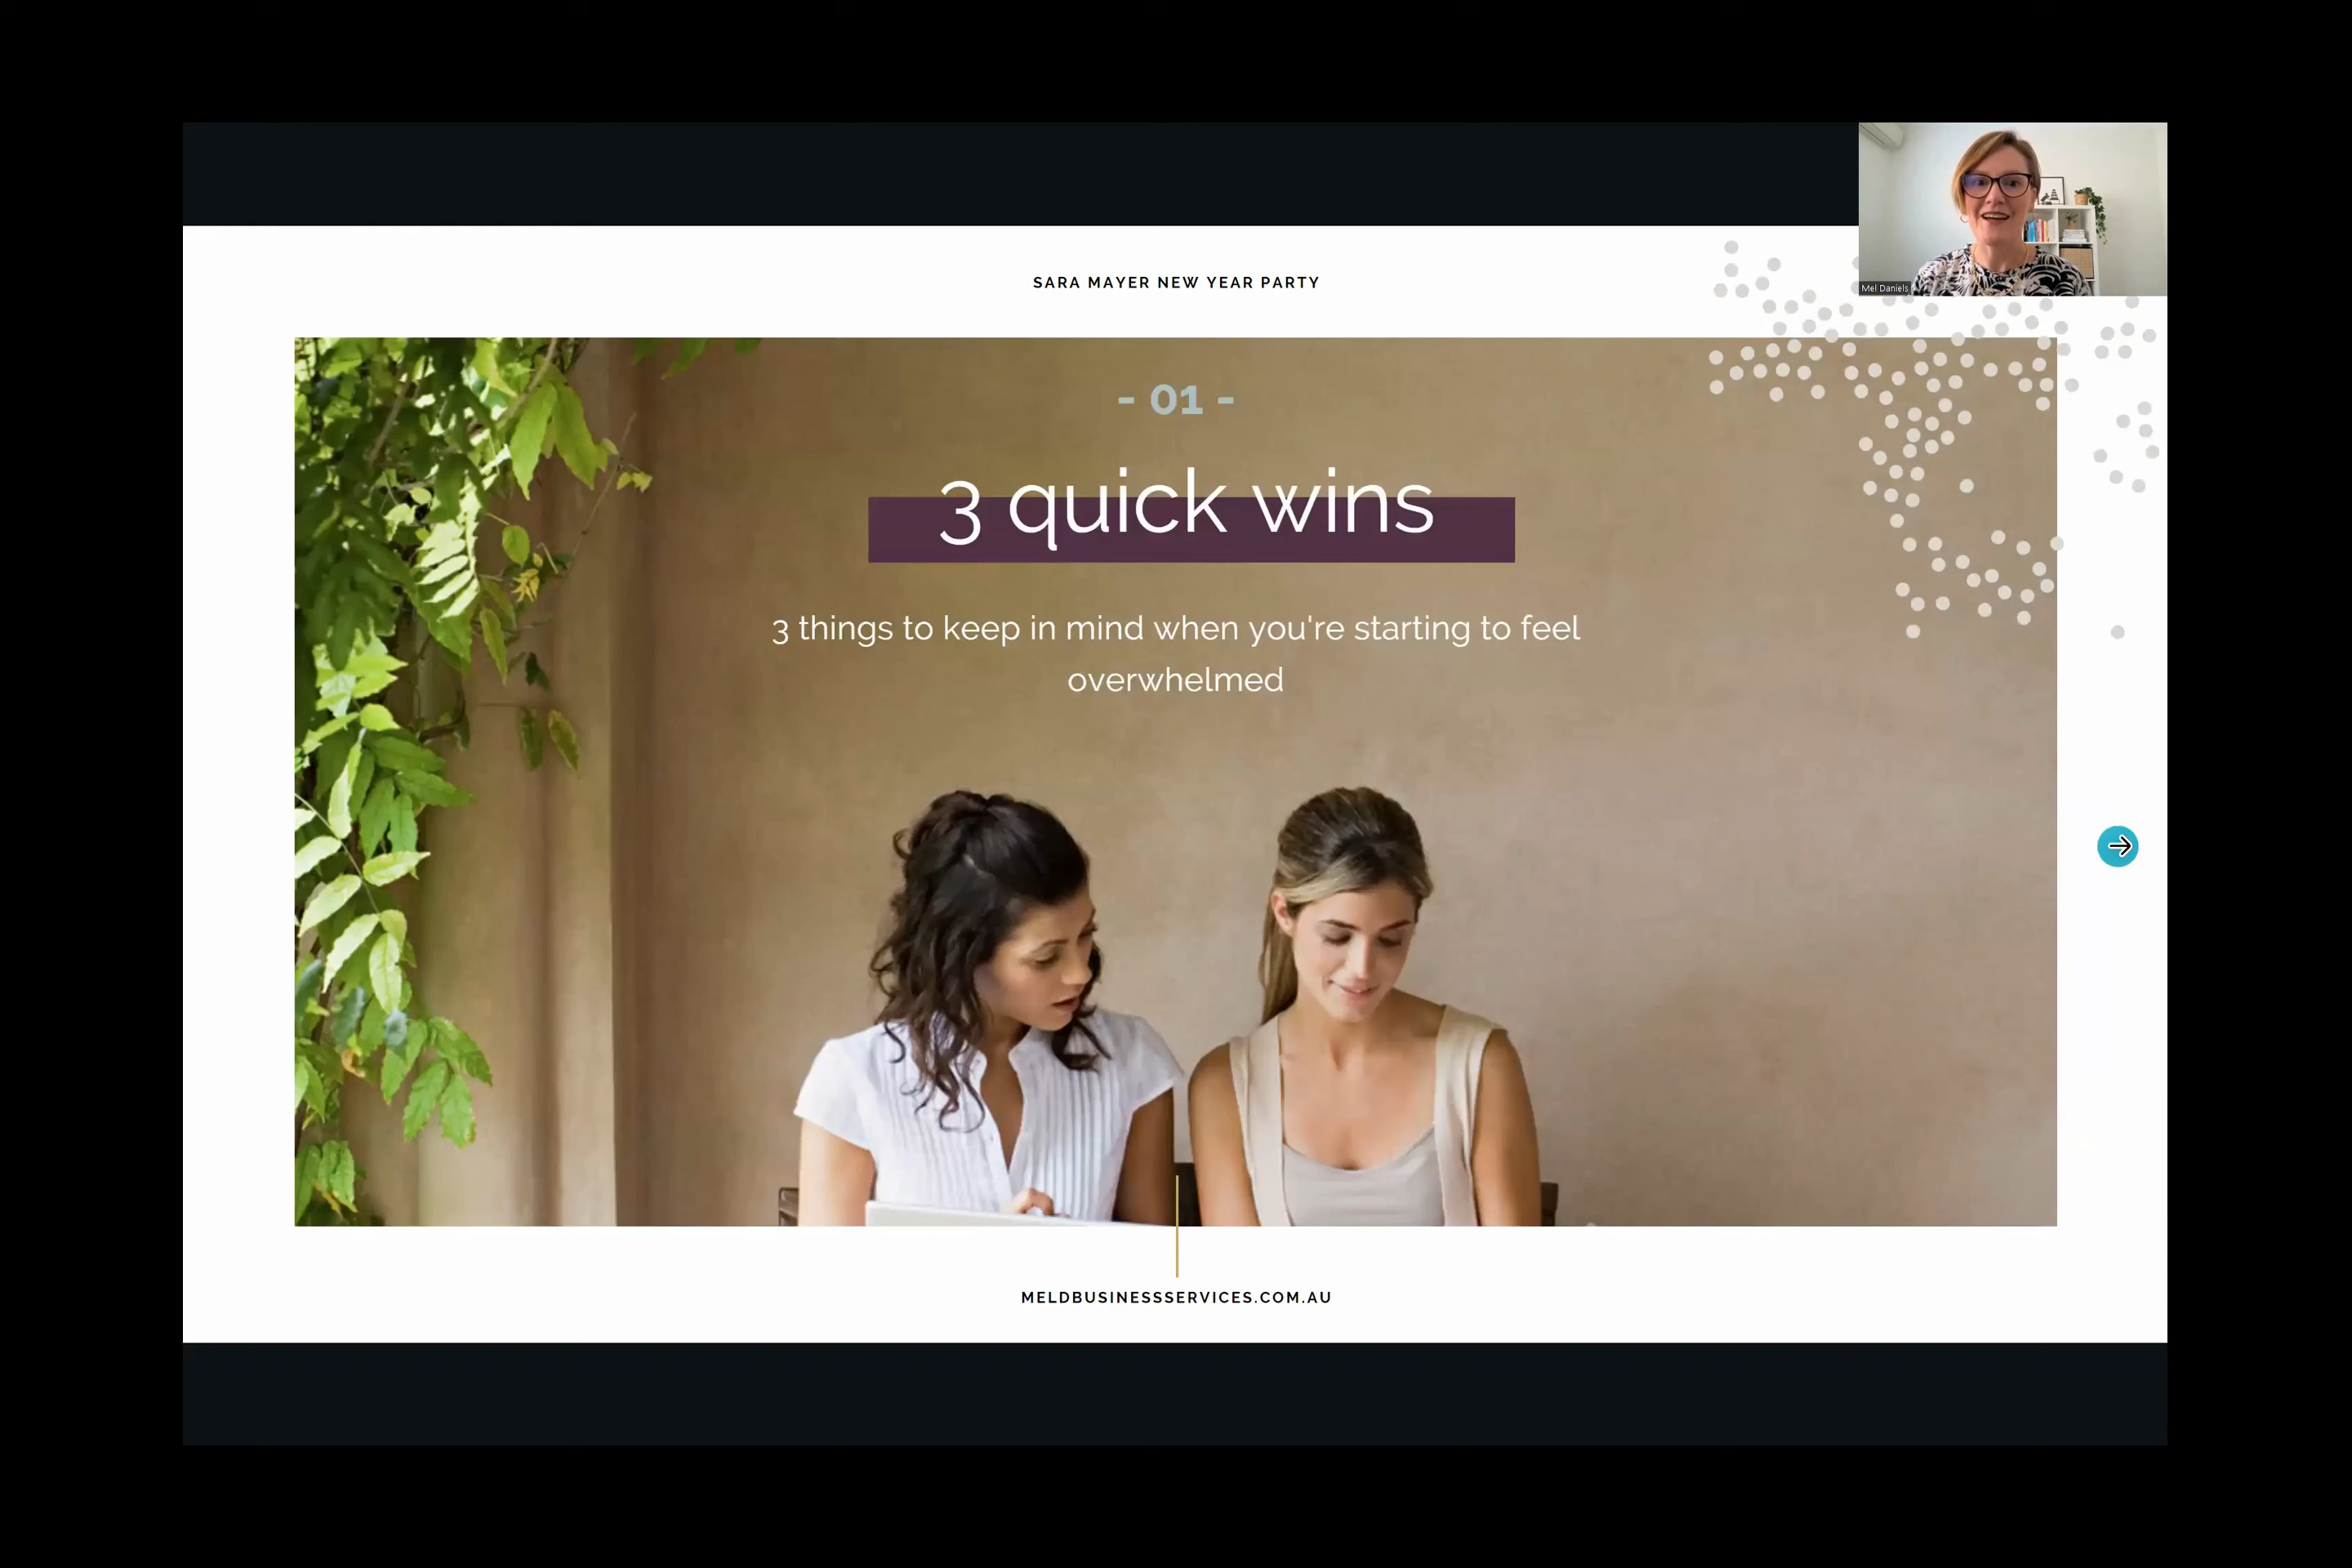 SARA MAYER NEW YEAR PARTY
Mel Daniels
- 01 -
3 quick wins
3 things to keep in mind when you're starting to feel
overwhelmed
MELDBUSINESSSERVICES.COM.AU